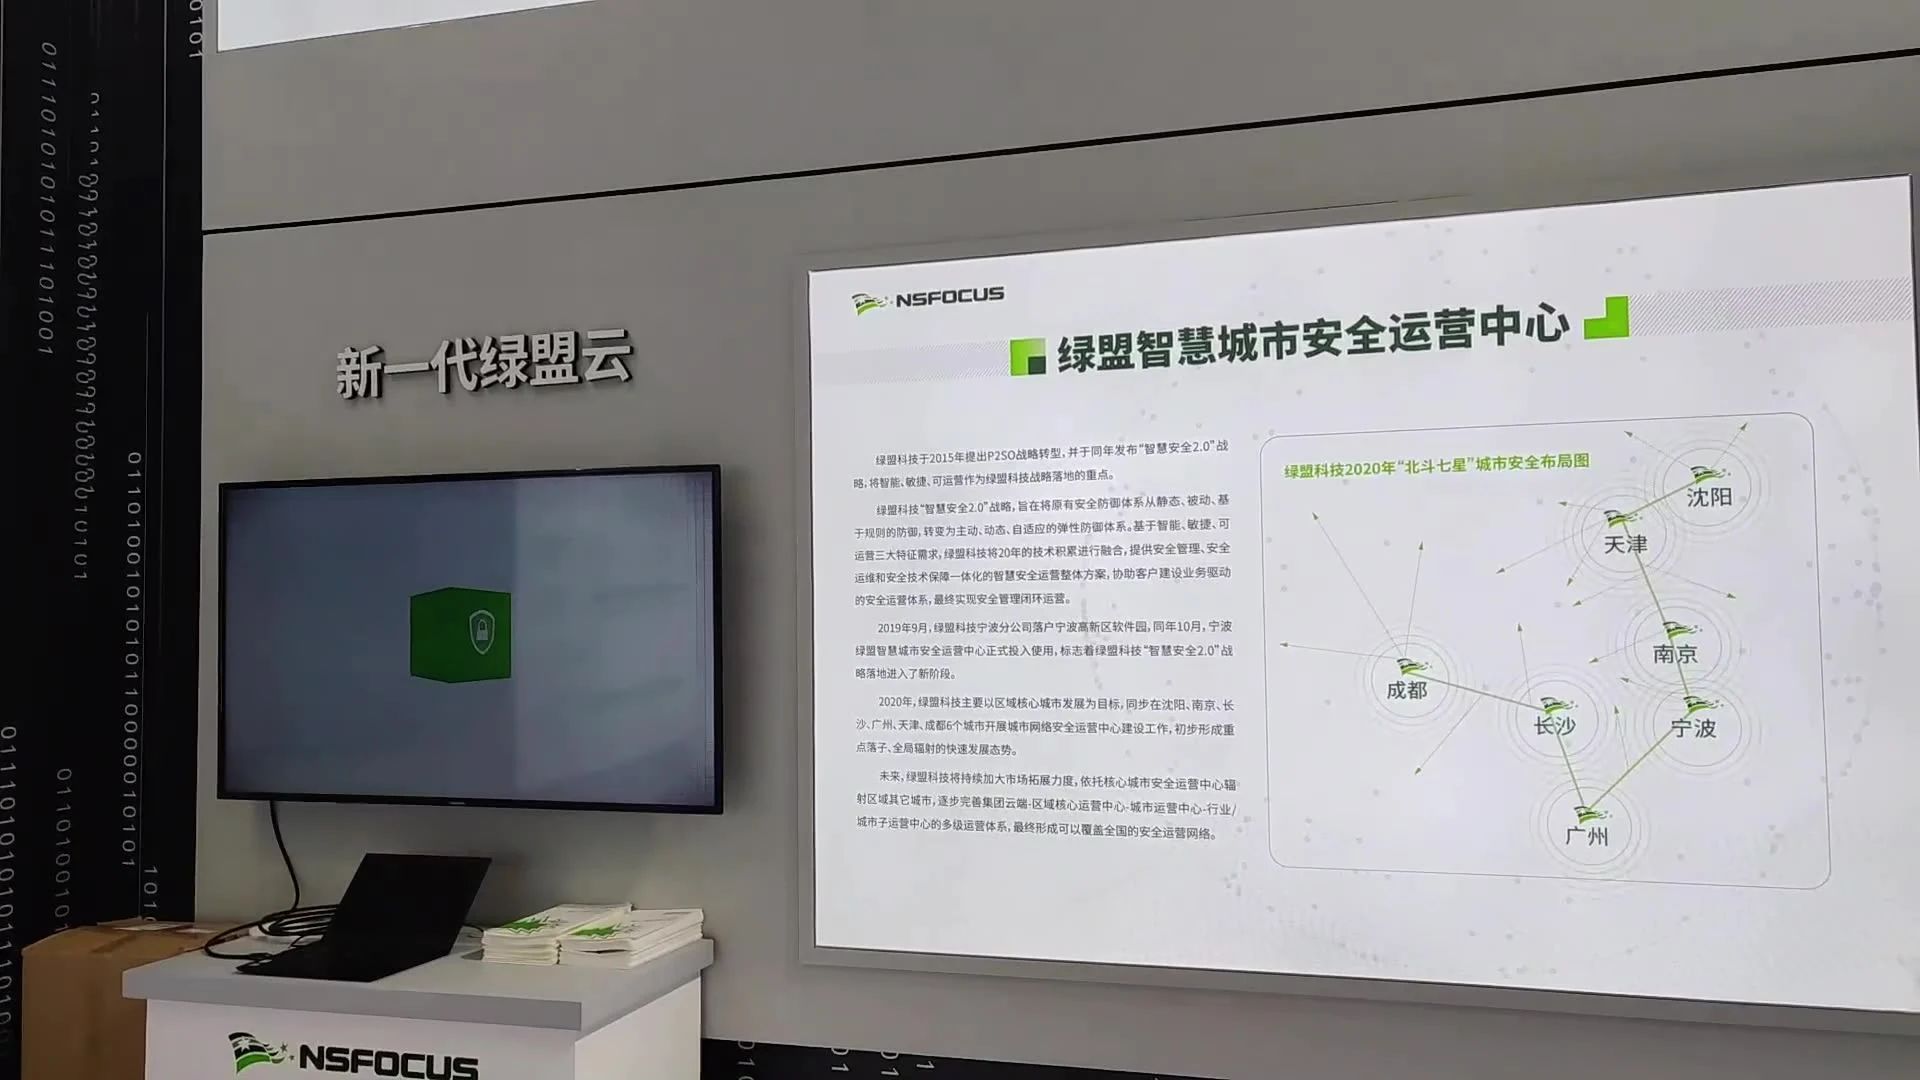 新一代绿盟云
NSFOCUS
NSFOCUS
绿盟智慧城市安全运营中心
绿盟科技于2015年提出P2SO战略转型,并于同年发布“智慧安全2.0”战
略,将智能、敏捷、可运营作为绿盟科技战略落地的重点。
绿盟科技“智慧安全2.0”战略,旨在将原有安全防御体系从静态、被动、基
于规则的防御,转变为主动、动态、自适应的弹性防御体系。基于智能、敏捷、可
运营三大特征需求,绿盟科技将20年的技术积累进行融合,提供安全管理、安全
运维和安全技术保障一体化的智慧安全运营整体方案,协助客户建设业务驱动
的安全运营体系,最终实现安全管理闭环运营。
2019年9月,绿盟科技宁波分公司落户宁波高新区软件园,同年10月,宁波
绿盟智慧城市安全运营中心正式投入使用,标志着绿盟科技“智慧安全2.0”战
略落地进入了新阶段。
2020年,绿盟科技主要以区域核心城市发展为目标,同步在沈阳、南京、长
沙、广州、天津、成都6个城市开展城市网络安全运营中心建设工作,初步形成重
点落子、全局辐射的快速发展态势。
未来,绿盟科技将持续加大市场拓展力度,依托核心城市安全运营中心辐
射区域其它城市,逐步完善集团云端-区域核心运营中心-城市运营中心-行业/
城市子运营中心的多级运营体系,最终形成可以覆盖全国的安全运营网络。
绿盟科技2020年“北斗七星”城市安全布局图
沈阳
天津
南京
成都
长沙
宁波
广州